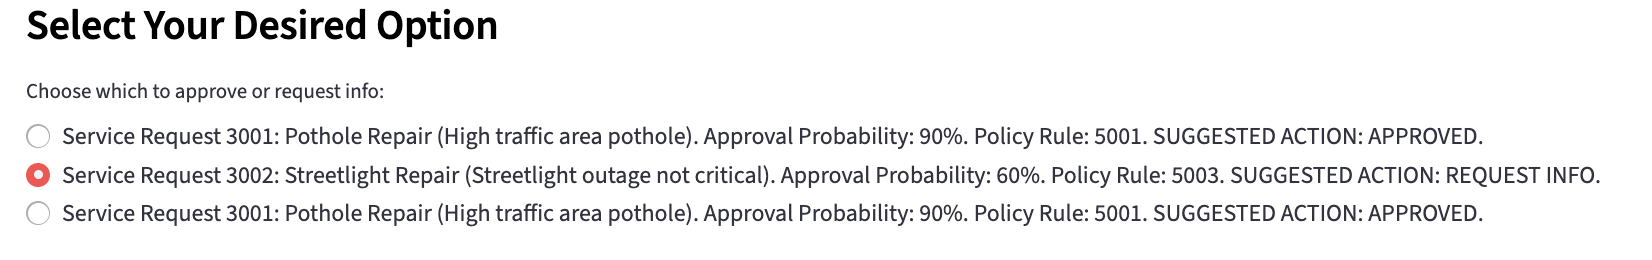 Select Your Desired Option
Choose which to approve or request info:
Service Request 3001: Pothole Repair (High traffic area pothole). Approval Probability: 90%. Policy Rule: 5001. SUGGESTED ACTION: APPROVED.
Service Request 3002: Streetlight Repair (Streetlight outage not critical). Approval Probability: 60%. Policy Rule: 5003. SUGGESTED ACTION: REQUEST INFO.
Service Request 3001: Pothole Repair (High traffic area pothole). Approval Probability: 90%. Policy Rule: 5001. SUGGESTED ACTION: APPROVED.